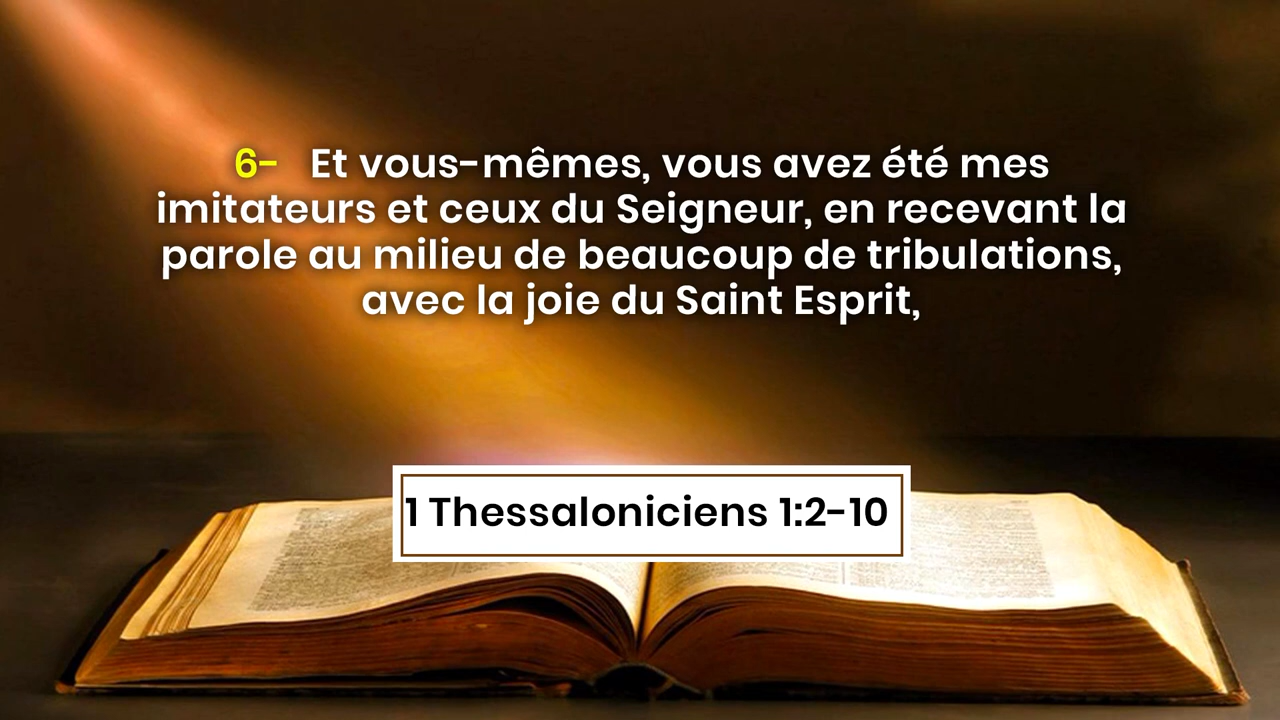 6- Et vous-mêmes, vous avez été mes
imitateurs et ceux du Seigneur, en recevant la
parole au milieu de beaucoup de tribulations,
avec la joie du Saint Esprit,
1 Thessaloniciens 1:2-10